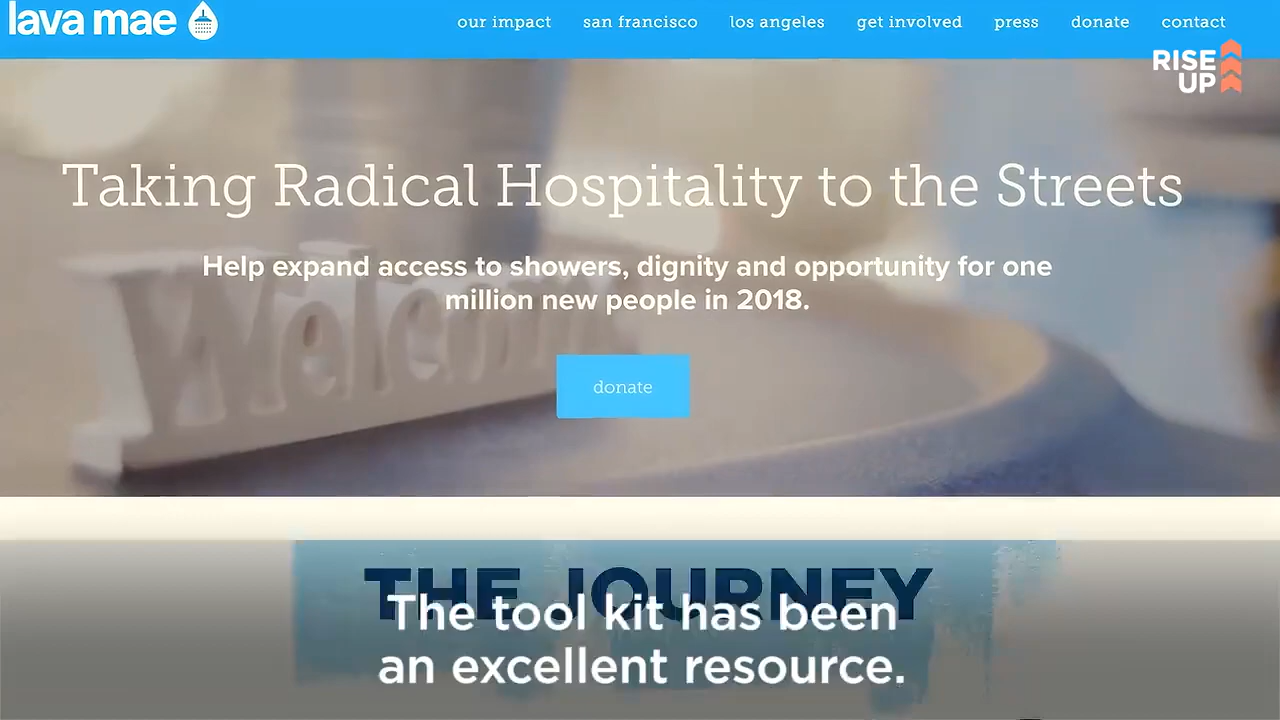 lava mae
our impact san francisco los angeles get involved press donate contact
RISE
UP
Taking Radical Hospitality to the Streets
Help expand access to showers, dignity and opportunity for one
million new people in 2018.
Welcome
donate
THE JOURNEY
The tool kit has been
an excellent resource.